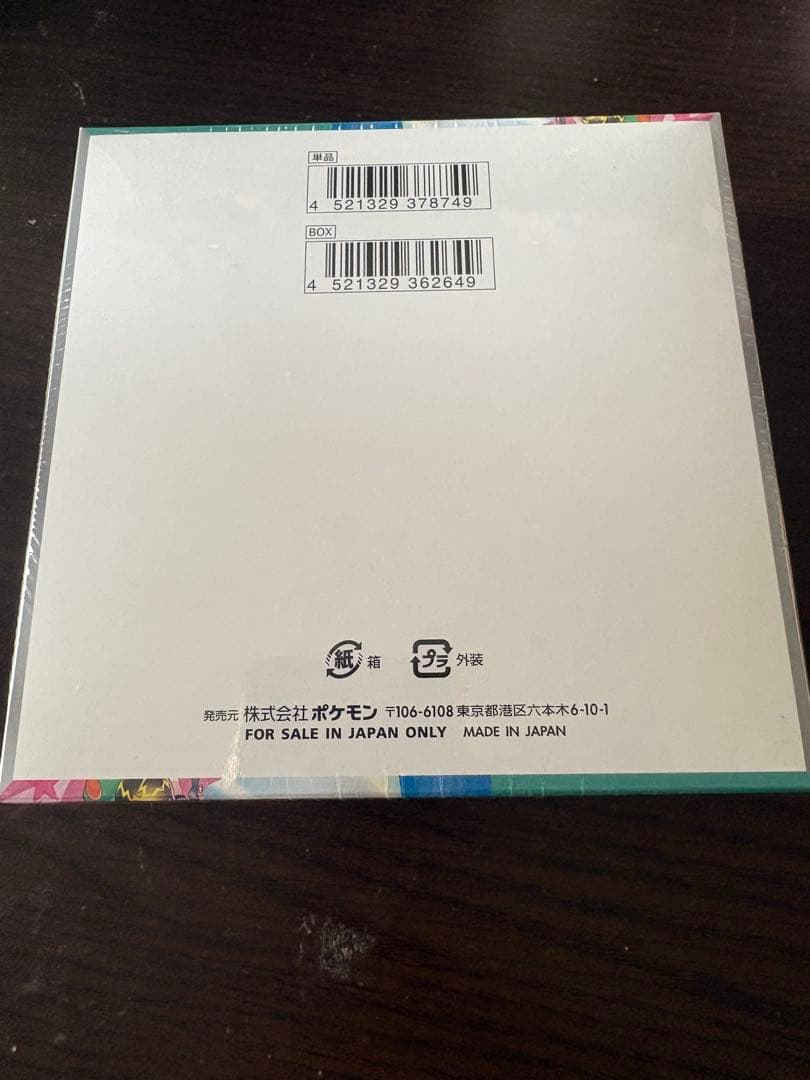 単品
4 521329 378749
BOX
4 521329 362649
紙 箱 プラ 外装
発売元 株式会社 ポケモン 〒106-6108 東京都港区六本木6-10-1
FOR SALE IN JAPAN ONLY MADE IN JAPAN